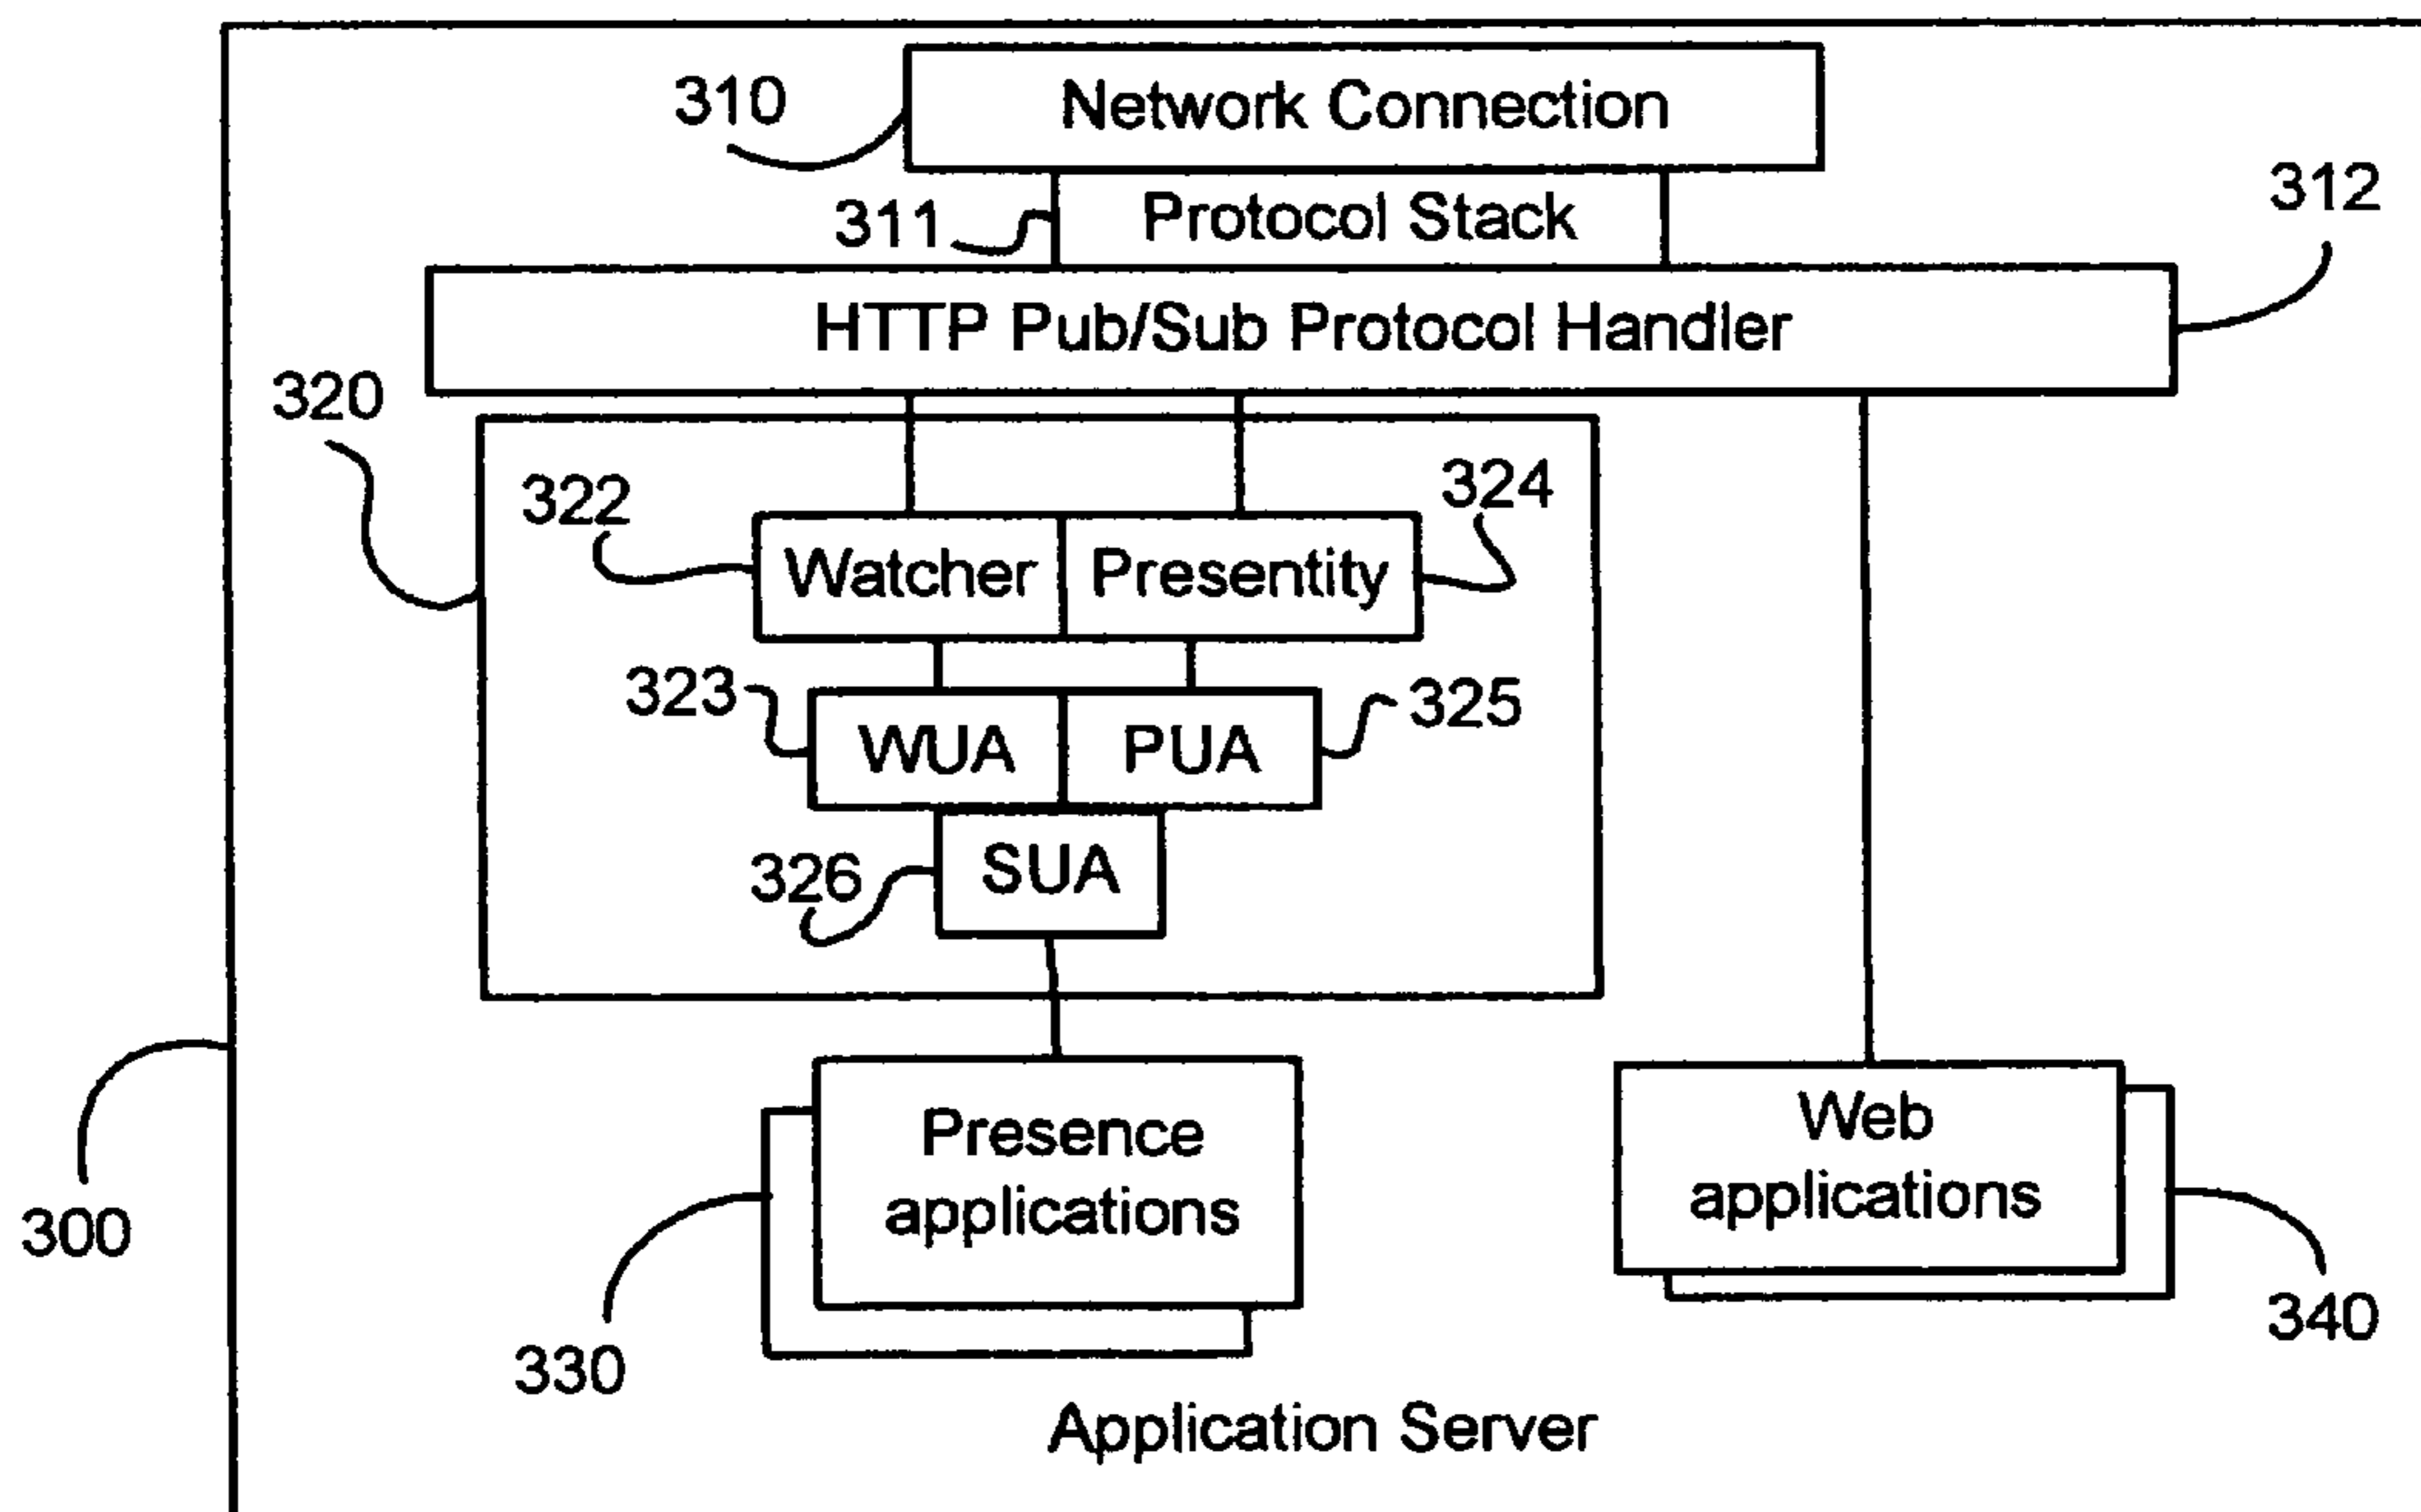 310
Network Connection
311
Protocol Stack
312
HTTP Pub/Sub Protocol Handler
320
322
324
Watcher
Presentity
323
325
WUA
PUA
326
SUA
300
Presence
applications
Web
applications
330
340
Application Server